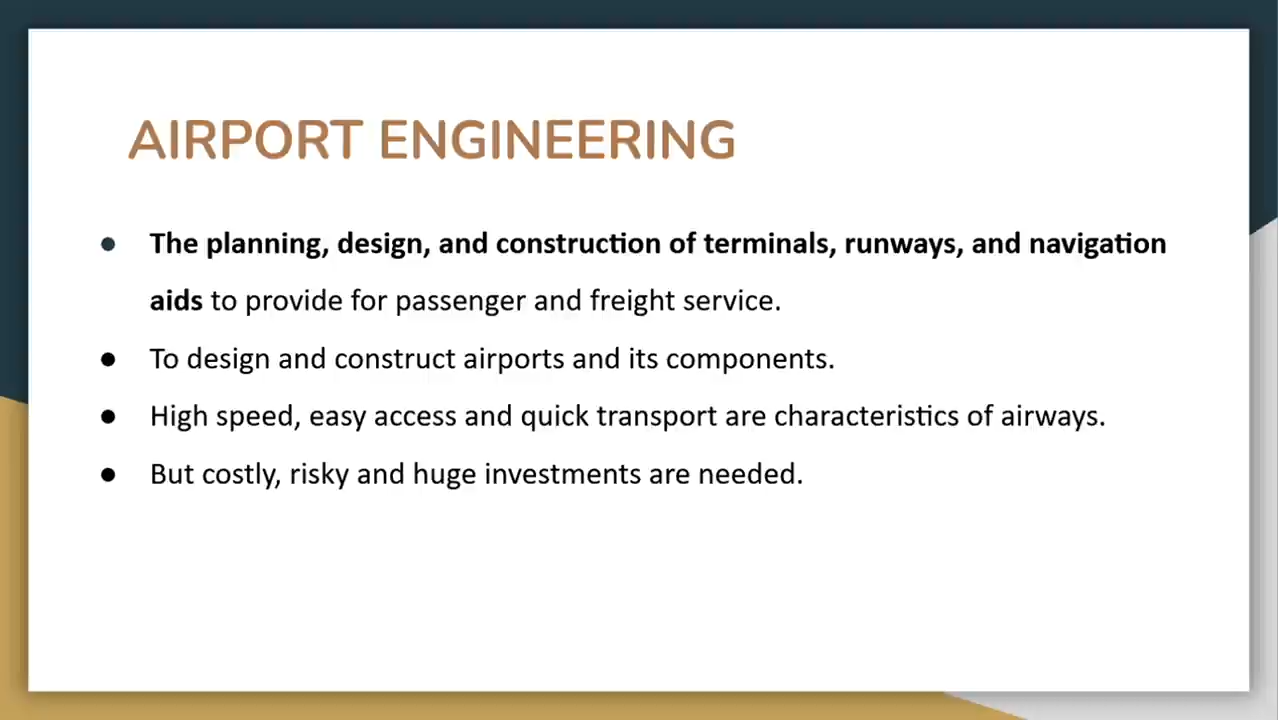 AIRPORT ENGINEERING
● The planning, design, and construction of terminals, runways, and navigation
aids to provide for passenger and freight service.
● To design and construct airports and its components.
● High speed, easy access and quick transport are characteristics of airways.
● But costly, risky and huge investments are needed.